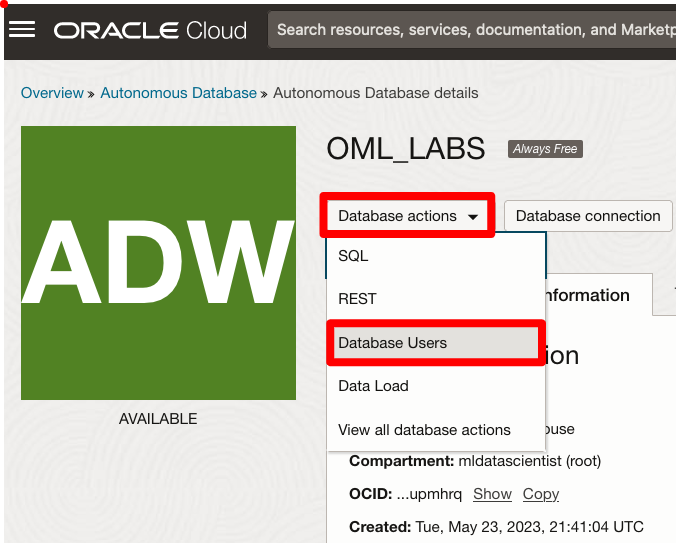 ORACLE Cloud
Search resources, services, documentation, and Marketp
Overview » Autonomous Database » Autonomous Database details
ADW
AVAILABLE
OML_LABS
Always Free
Database actions
Database connection
SQL
REST
Database Users
Data Load
View all database actions
nformation
ion
ouse
Compartment: mldatascientist (root)
OCID: ...upmhrq Show Copy
Created: Tue, May 23, 2023, 21:41:04 UTC